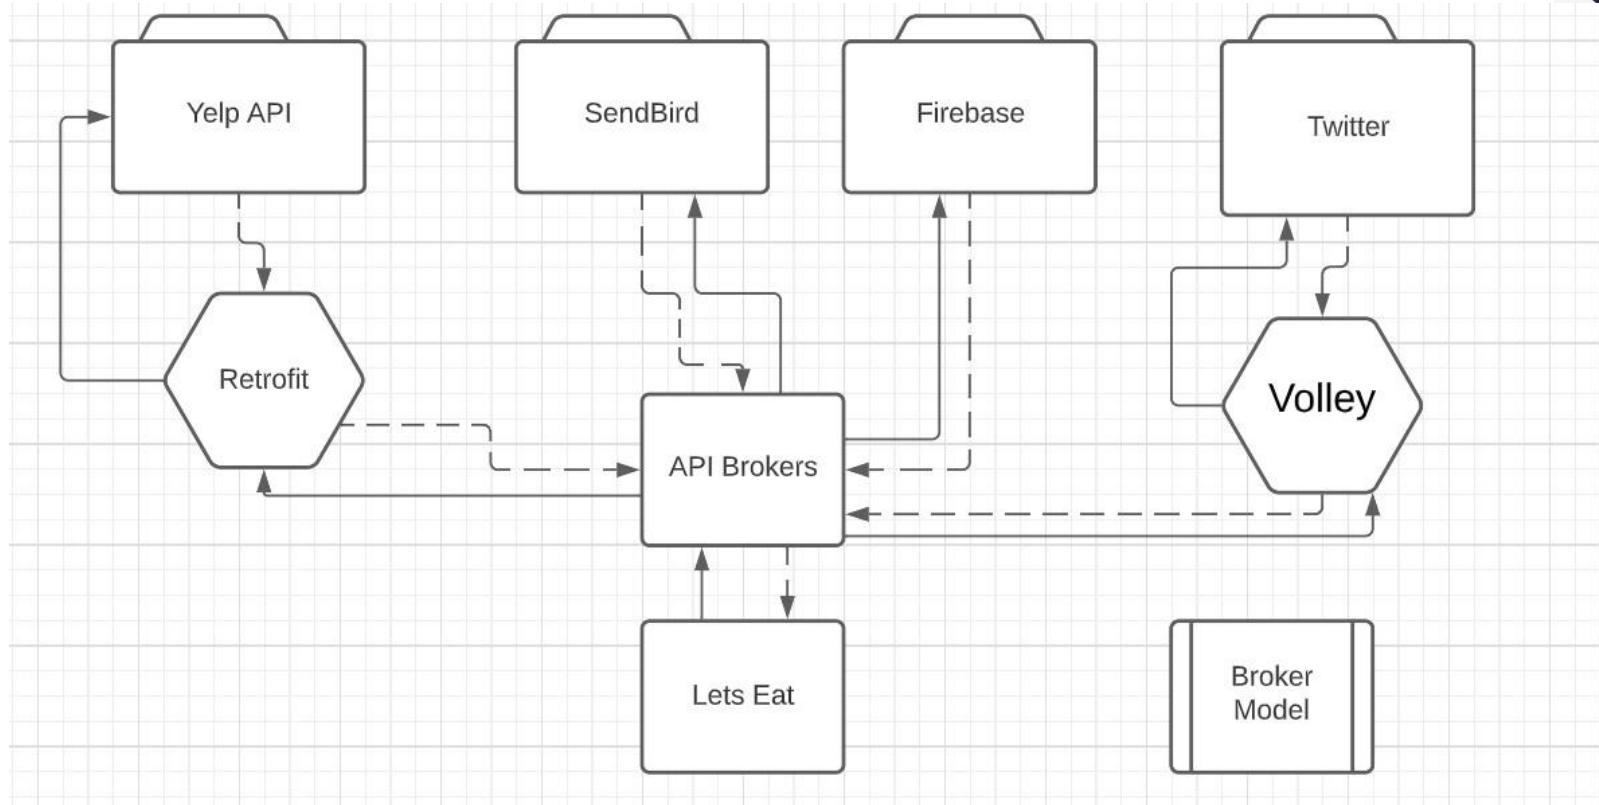 Yelp API
SendBird
Firebase
Twitter
Retrofit
Volley
API Brokers
Lets Eat
Broker
Model